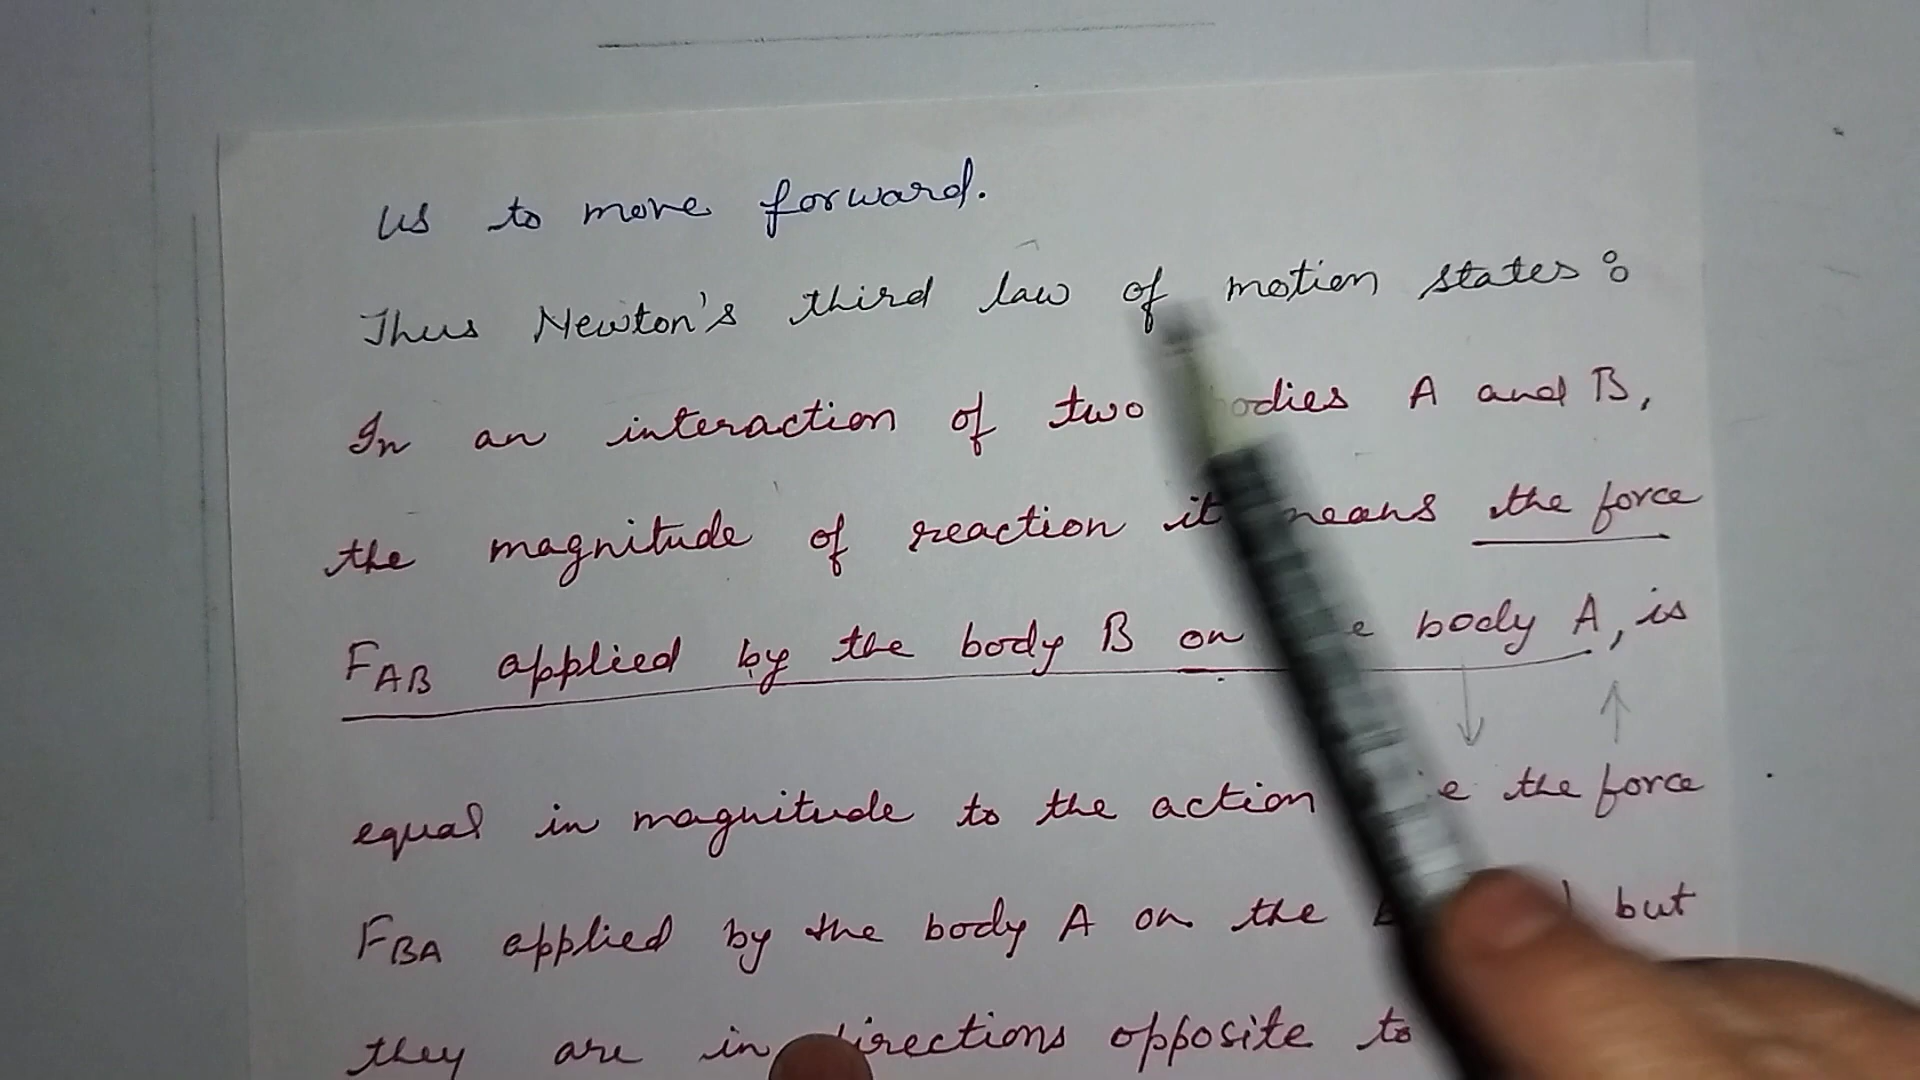 us to move forward.
Thus Newton's third law of motion states :
In an interaction of two odies A and B,
the magnitude of reaction it means the force
FAB applied by the body B on e body A, is
equal in magnitude to the action e the force
FBA applied by the body A on the but
they are in directions opposite to